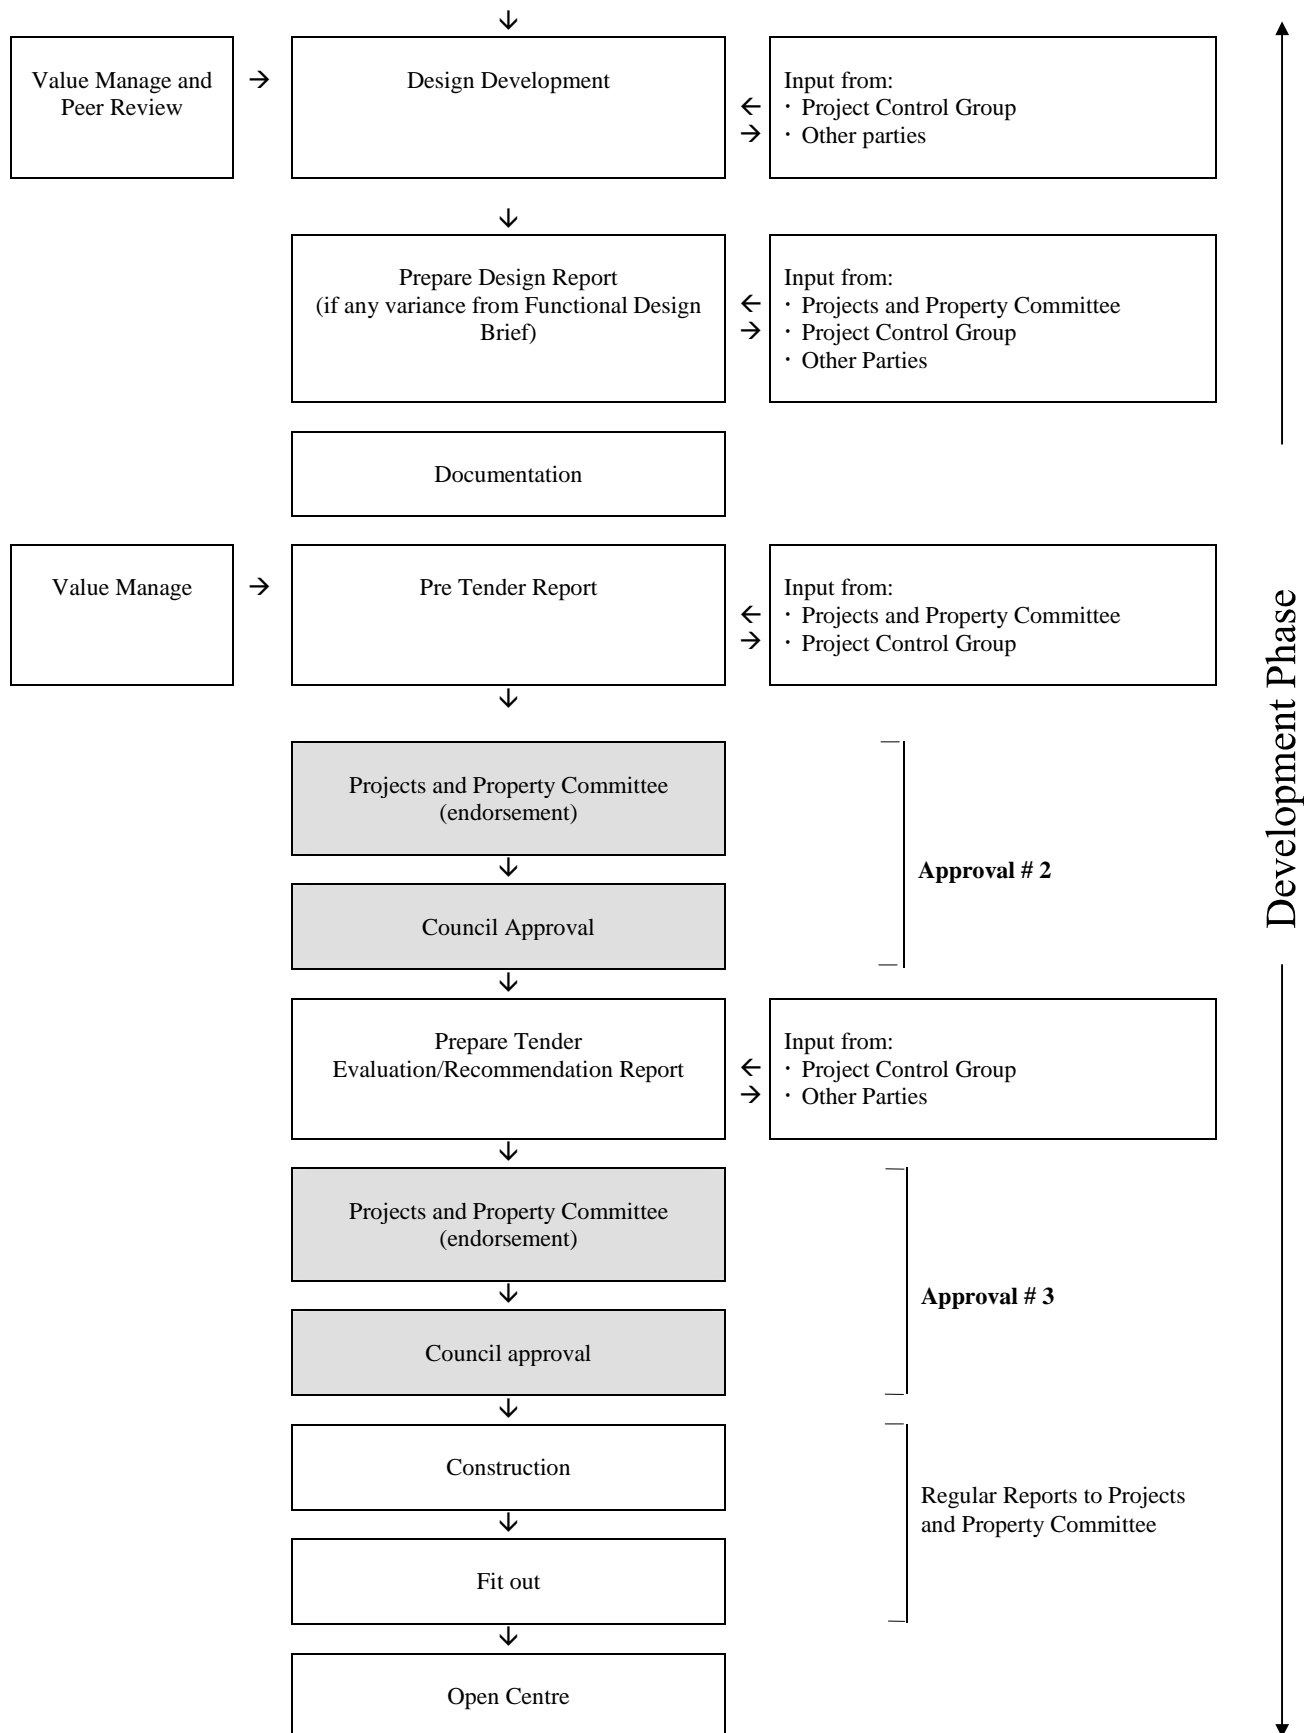 Value Manage and
Peer Review
Design Development
Input from:
· Project Control Group
· Other parties
Prepare Design Report
(if any variance from Functional Design
Brief)
Input from:
· Projects and Property Committee
· Project Control Group
· Other Parties
Documentation
Value Manage
Pre Tender Report
Input from:
· Projects and Property Committee
· Project Control Group
Projects and Property Committee
(endorsement)
Approval # 2
Council Approval
Prepare Tender
Evaluation/Recommendation Report
Input from:
· Project Control Group
· Other Parties
Projects and Property Committee
(endorsement)
Approval # 3
Council approval
Construction
Regular Reports to Projects
and Property Committee
Fit out
Open Centre
Development Phase